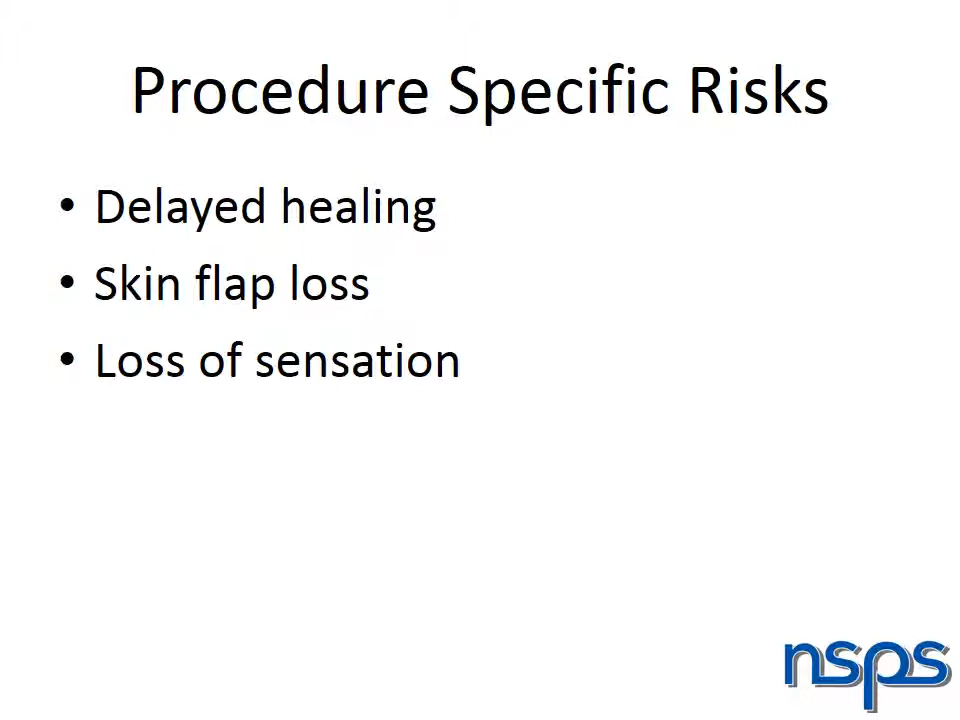 Procedure Specific Risks
• Delayed healing
• Skin flap loss
• Loss of sensation
nsps